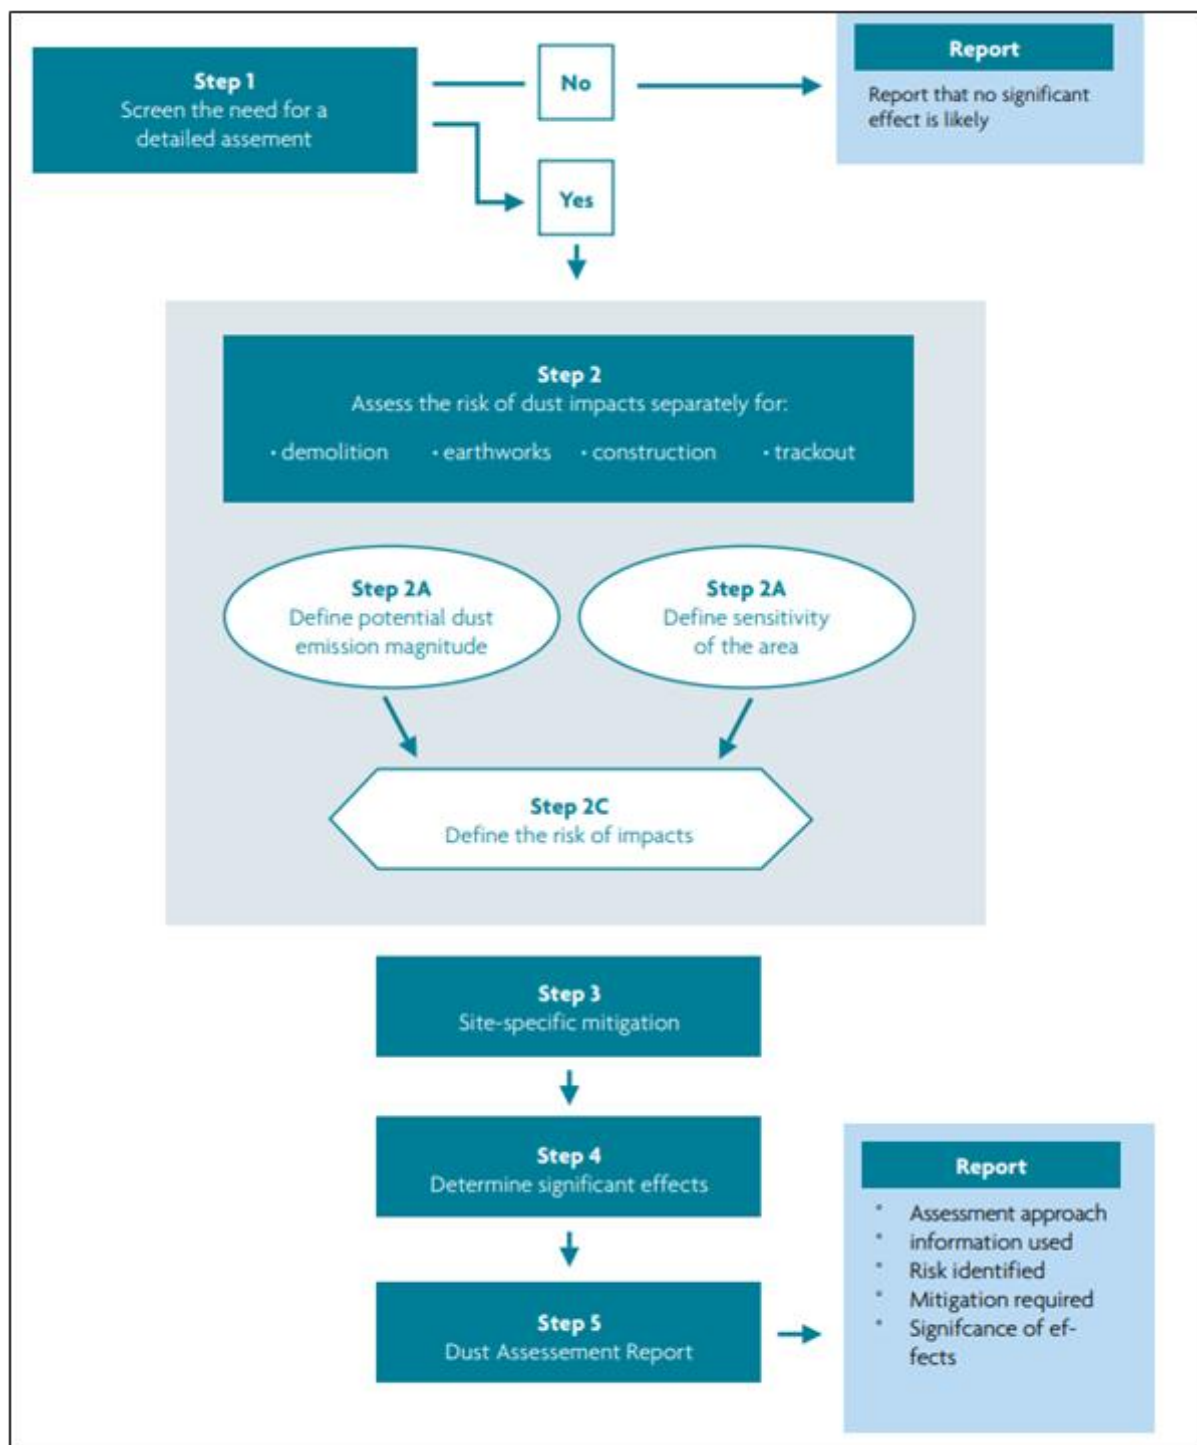 Step 1
Screen the need for a
detailed assement
No
Report
Report that no significant
effect is likely
Yes
Step 2
Assess the risk of dust impacts separately for:
· demolition · earthworks · construction · trackout
Step 2A
Define potential dust
emission magnitude
Step 2A
Define sensitivity
of the area
Step 2C
Define the risk of impacts
Step 3
Site-specific mitigation
Step 4
Determine significant effects
Step 5
Dust Assessement Report
Report
• Assessment approach
• information used
• Risk identified
• Mitigation required
• Signifcance of ef-
fects